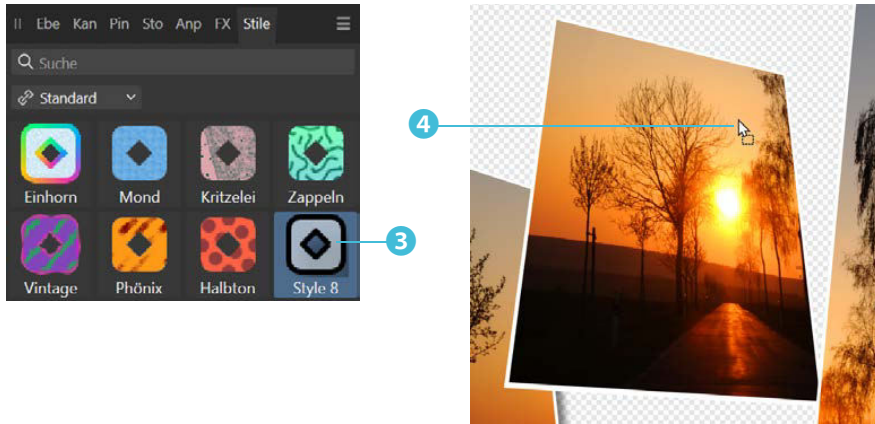 Ebe Kan Pin Sto Anp FX Stile
Suche
Standard
Einhorn Mond Kritzelei Zappeln
Vintage Phönix Halbton Style 8
3
4